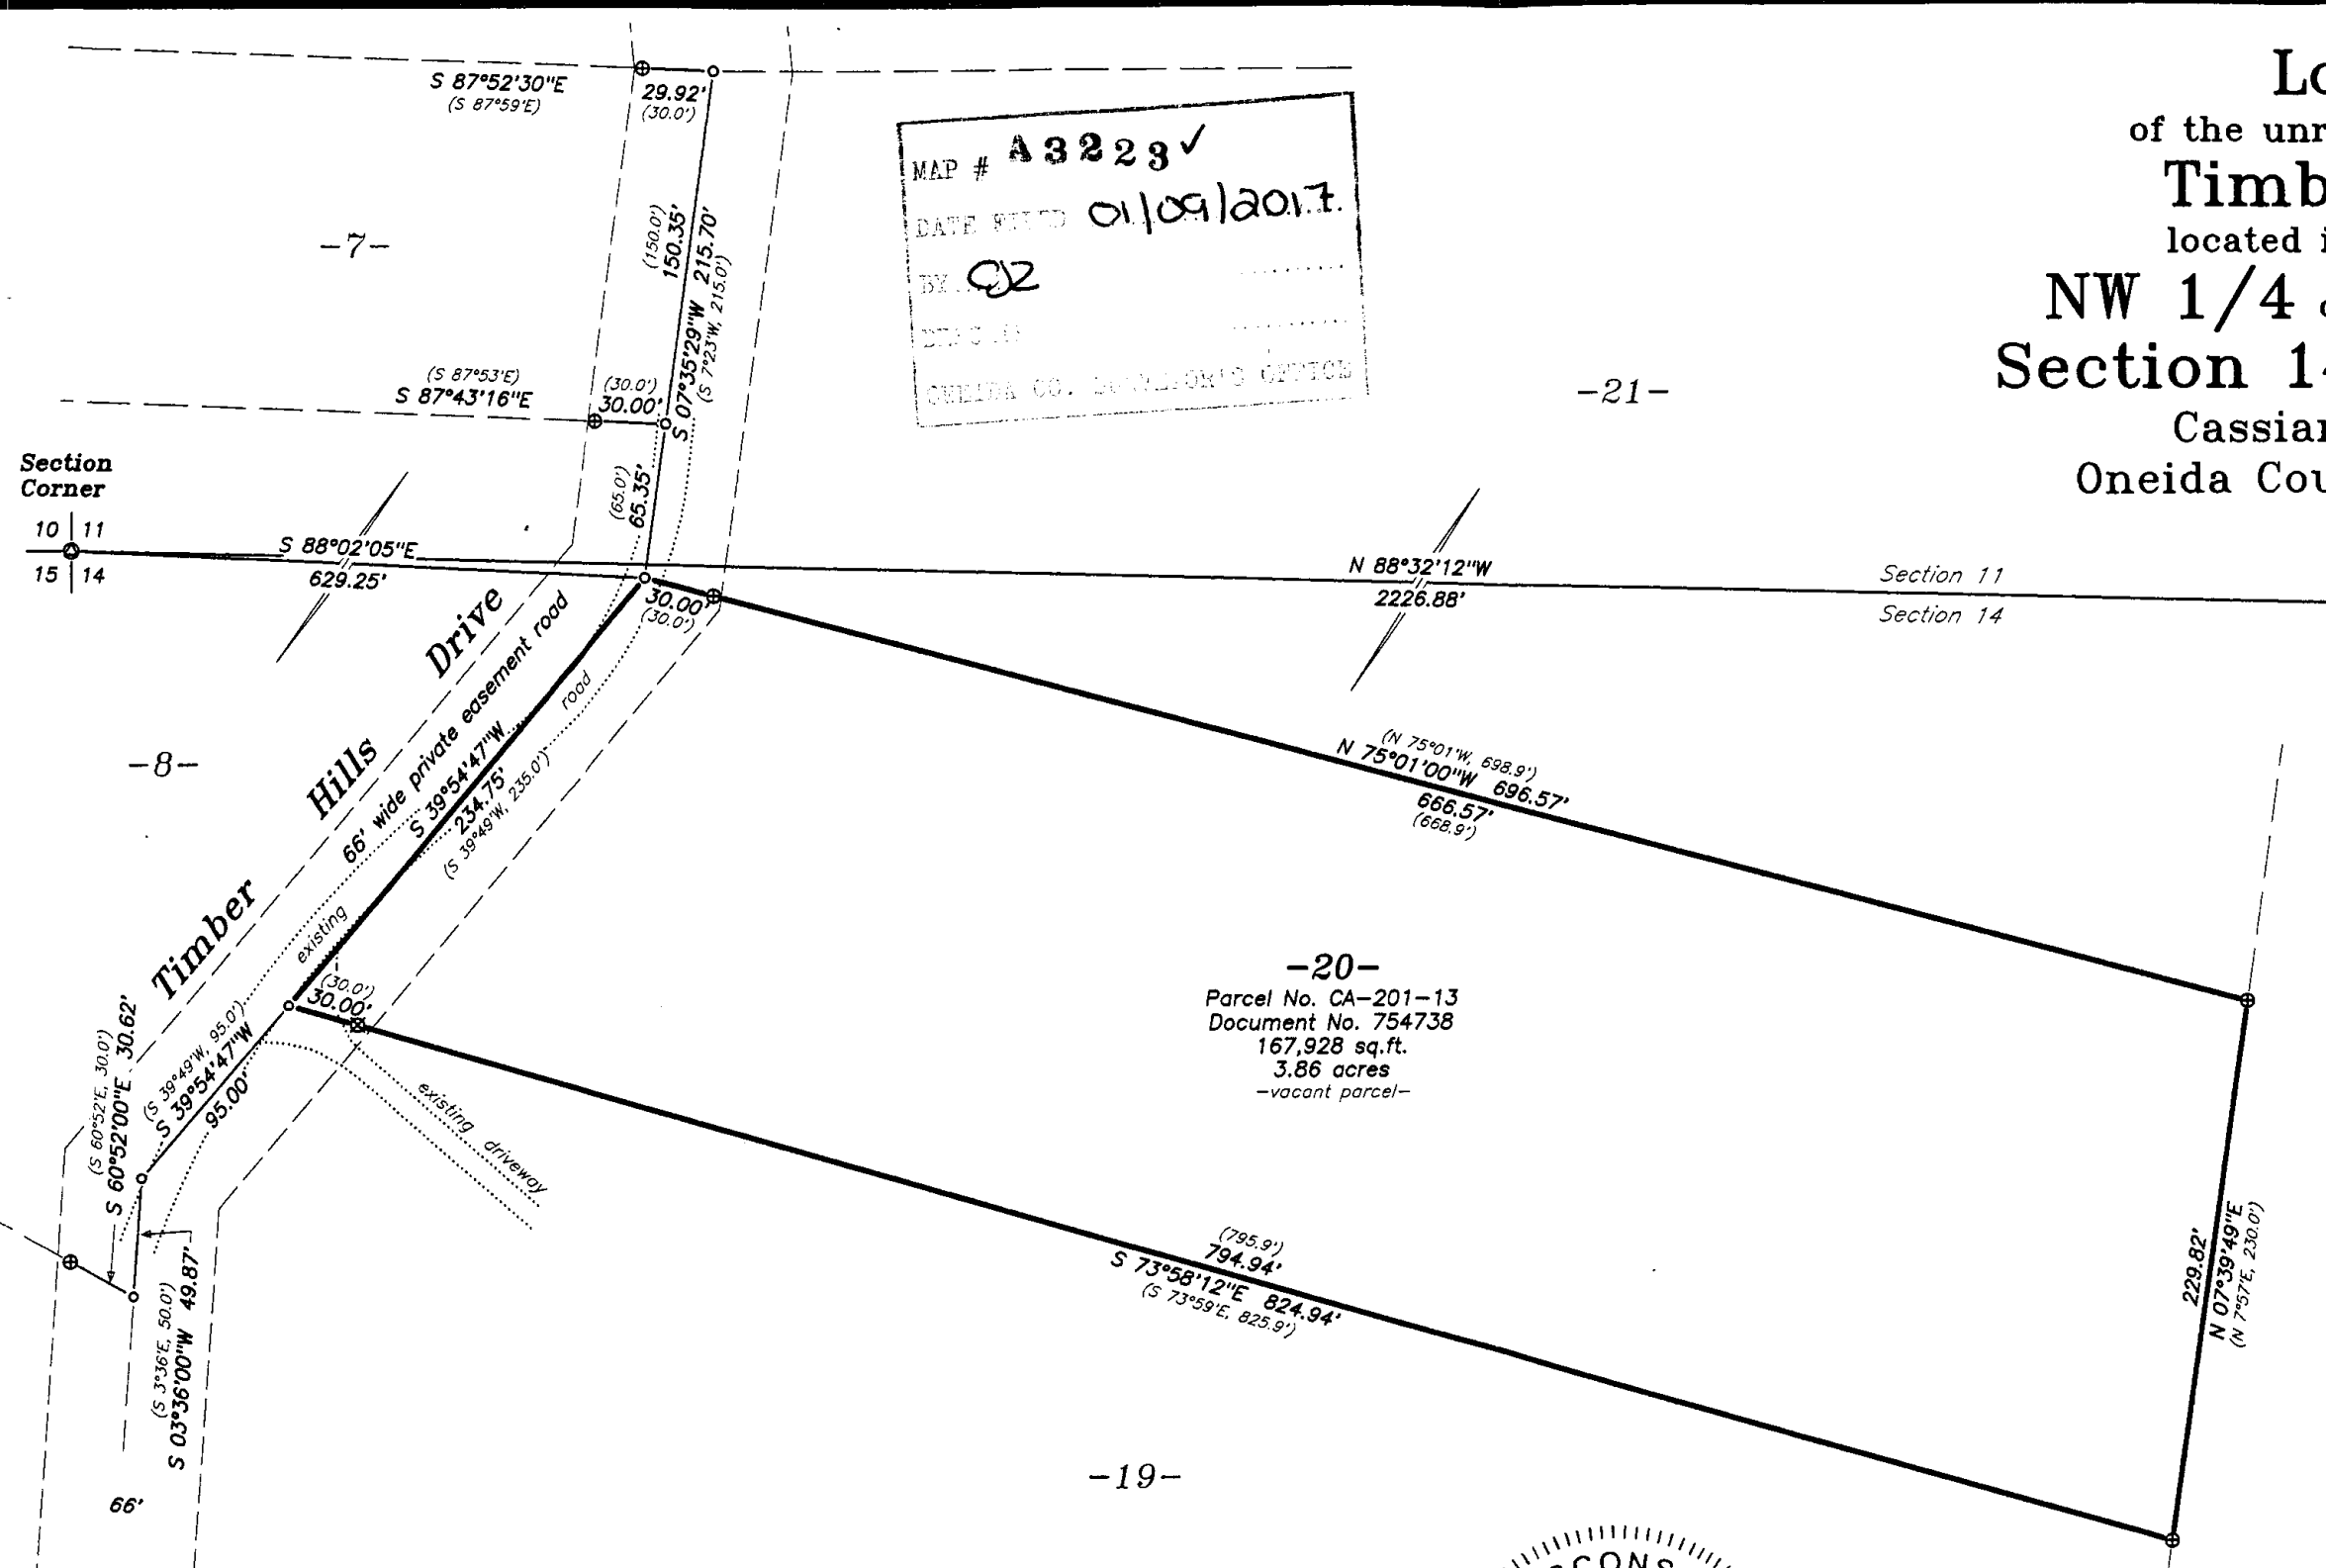 S 87°52'30"E
(S 87°59'E)
29.92'
(30.0')
MAP # A3223✓
DATE FILED 01/09/2017
BY
ONEIDA CO. SURVEYOR'S OFFICE
of the
located
NW 1/4
Section
Oneida
-7-
(150.0')
150.35'
S 07°35'29"W 215.70'
(S 7°23'W, 215.0')
(S 87°53'E)
S 87°43'16"E
(30.0')
30.00'
-21-
(65.0')
65.35'
Section
Corner
10 11
15 14
S 88°02'05"E
629.25'
30.00'
(30.0')
N 88°32'12"W
2226.88'
Section 11
Section 14
Timber Hills Drive
66' wide private easement road
existing road
S 39°54'47"W
234.75'
(S 39°49'W, 235.0')
-8-
(N 75°01'W, 698.9')
N 75°01'00"W 696.57'
666.57'
(668.9')
-20-
Parcel No. CA-201-13
Document No. 754738
167,928 sq.ft.
3.86 acres
-vacant parcel-
(30.0')
30.00'
(S 39°49'W, 95.0')
S 39°54'47"W
95.00'
(S 60°52'E, 30.0')
S 60°52'00"E 30.62'
existing driveway
(S 3°36'E, 50.0')
S 03°36'00"W 49.87'
66'
(795.9')
794.94'
S 73°58'12"E 824.94'
(S 73°59'E, 825.9')
229.82'
N 07°39'49"E
(N 7°57'E, 230.0')
-19-